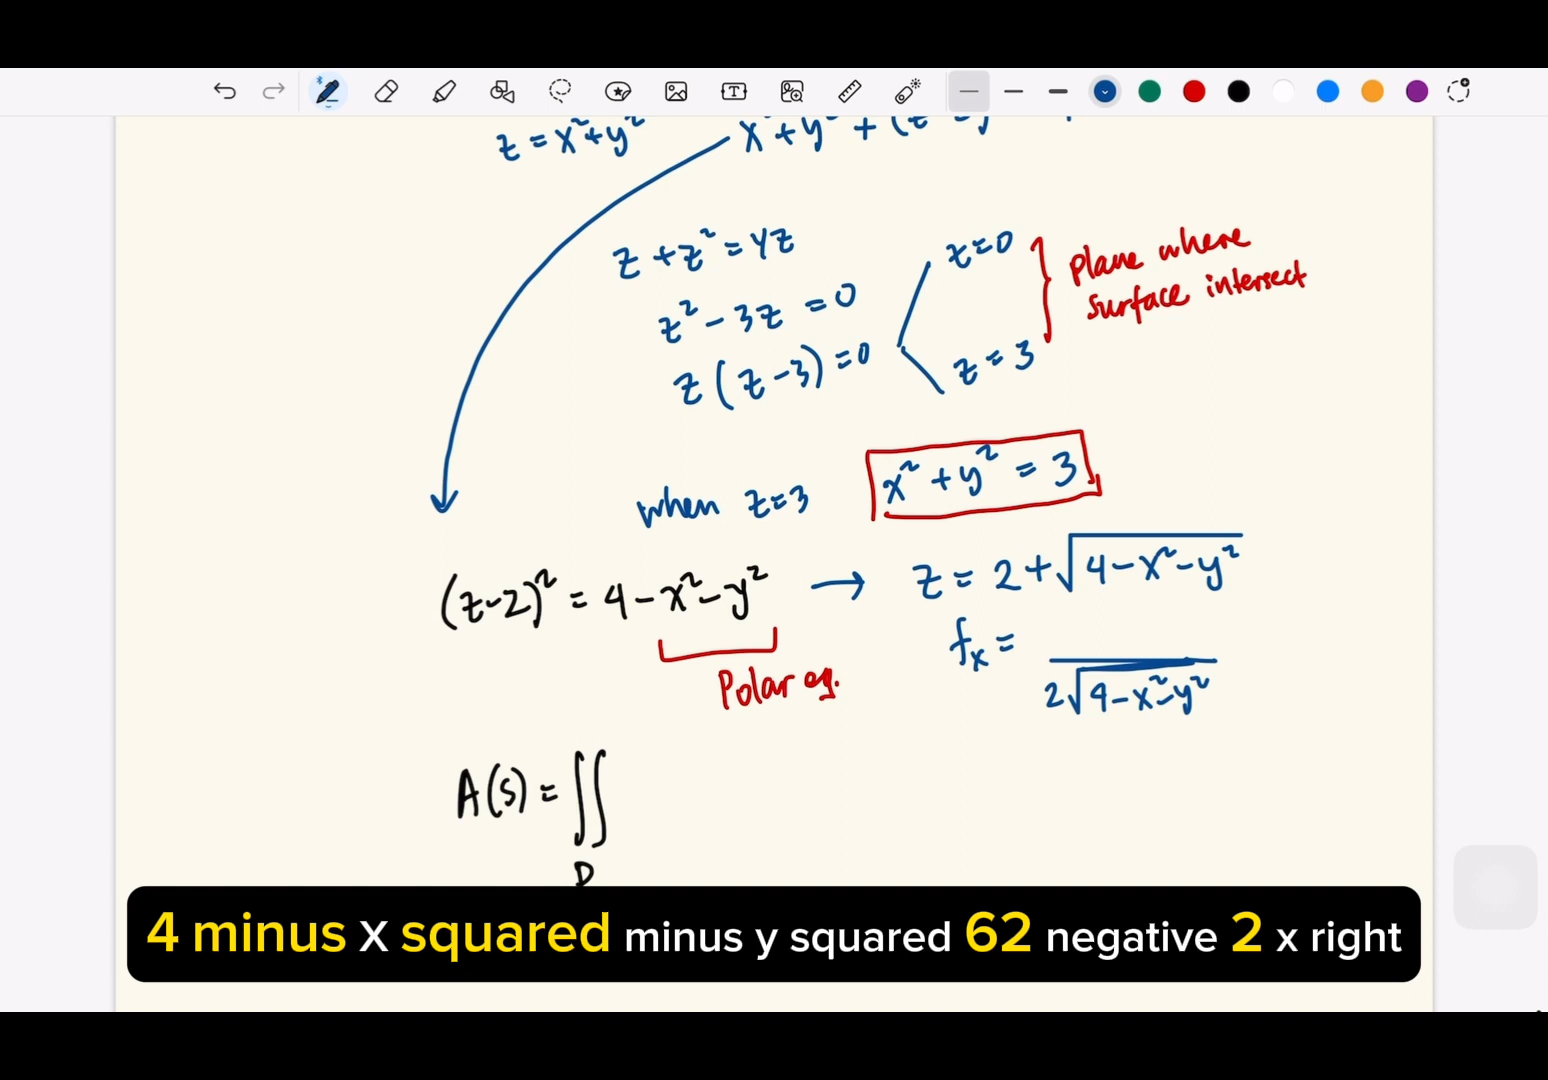 z = x² + y²
z + z² = 4z
z² - 3z = 0
z(z-3) = 0
z = 0
z = 3
plane where
surface intersect
when z = 3
x² + y² = 3
(z-2)² = 4 - x² - y² → z = 2 + √(4 - x² - y²)
Polar eq.
fₓ =
2√(4 - x² - y²)
A(S) = ∬
D
4 minus x squared minus y squared 62 negative 2 x right